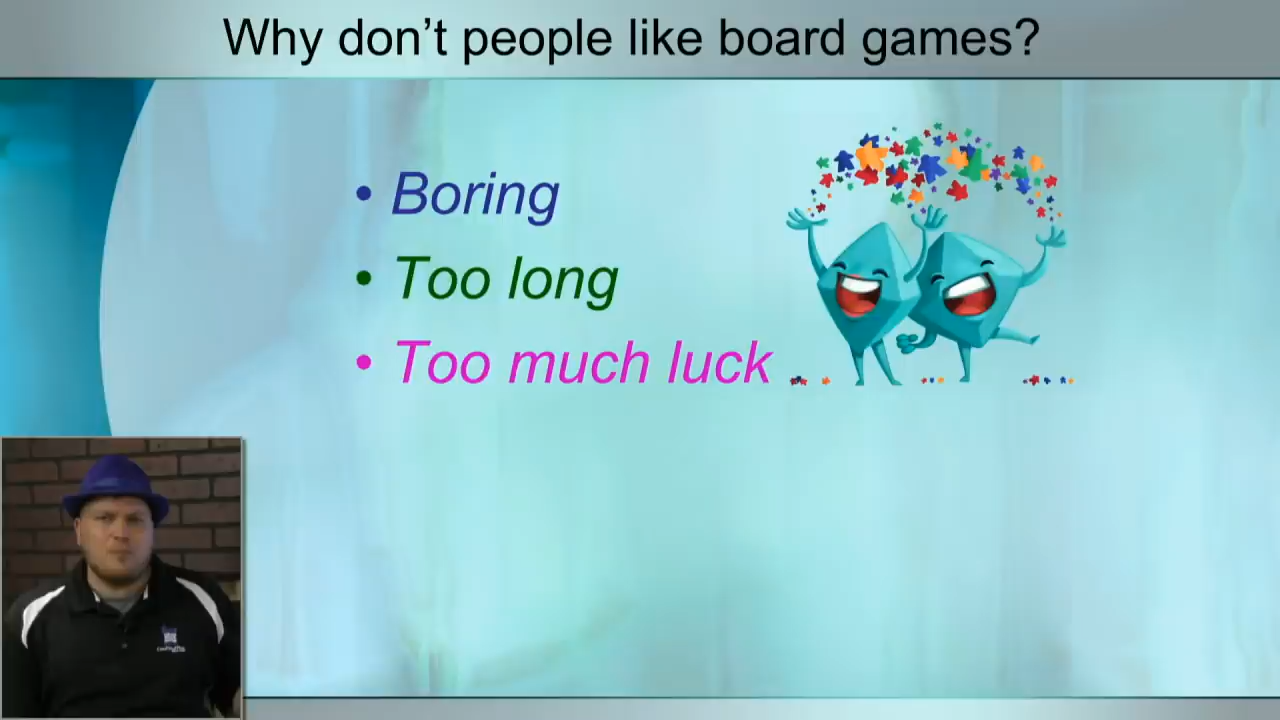 Why don’t people like board games?
• Boring
• Too long
• Too much luck